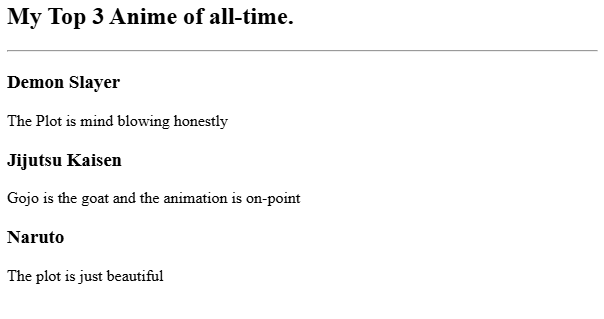 My Top 3 Anime of all-time.
Demon Slayer
The Plot is mind blowing honestly
Jijutsu Kaisen
Gojo is the goat and the animation is on-point
Naruto
The plot is just beautiful